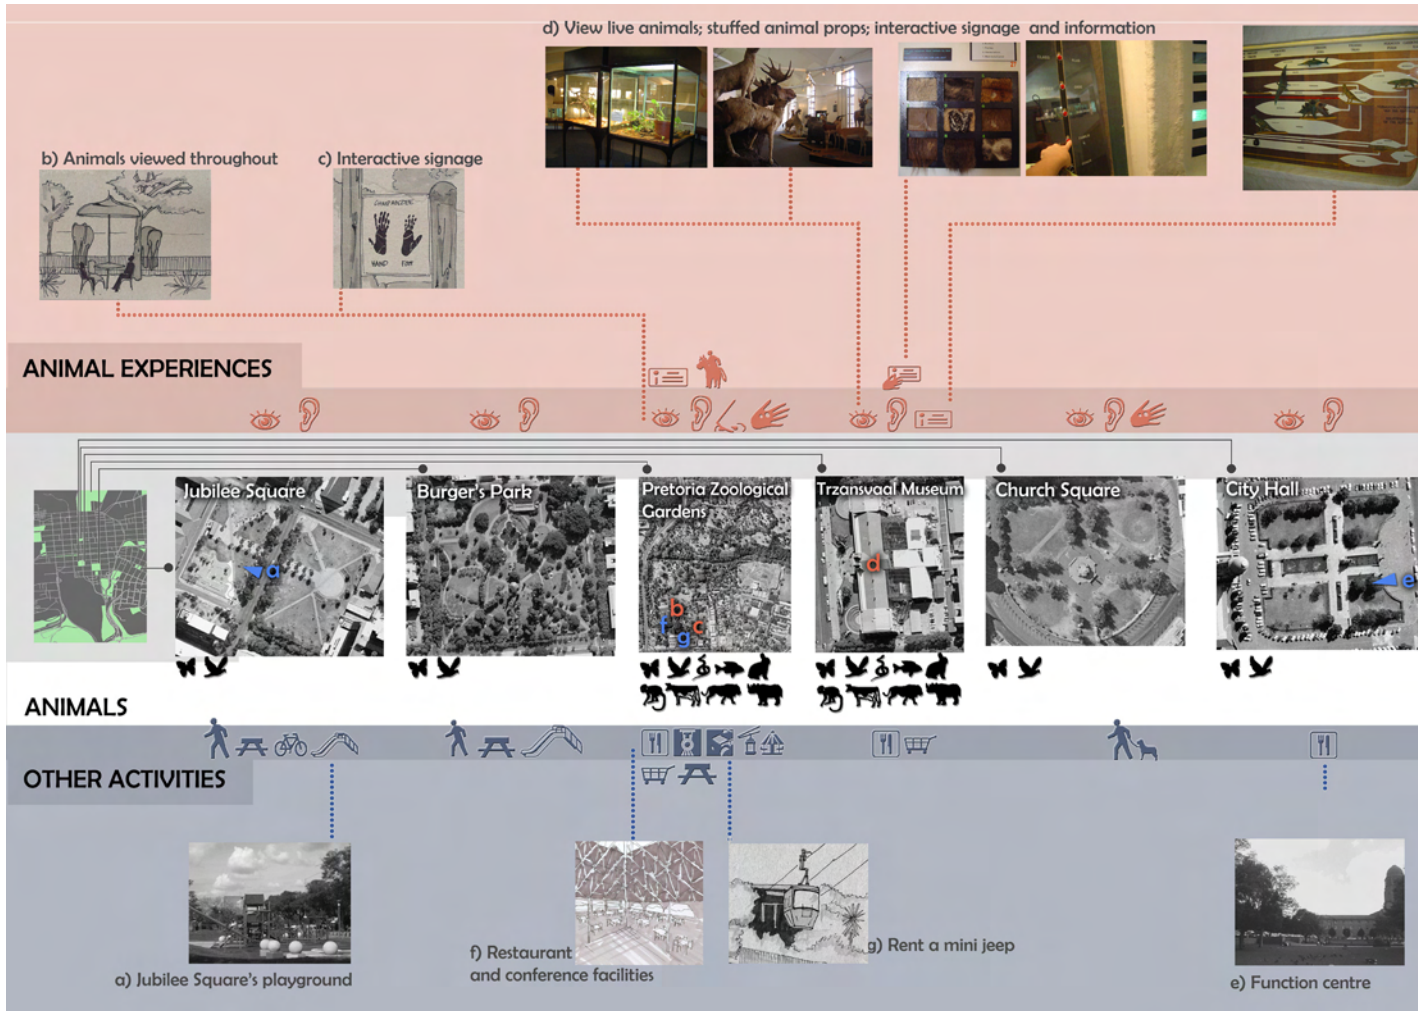 d) View live animals; stuffed animal props; interactive signage and information
b) Animals viewed throughout
c) Interactive signage
HAND
ANIMAL EXPERIENCES
Jubilee Square
Burger's Park
Pretoria Zoological
Gardens
Trzansvaal Museum
Church Square
City Hall
a
b
f
c
g
d
e
ANIMALS
OTHER ACTIVITIES
a) Jubilee Square's playground
f) Restaurant
and conference facilities
g) Rent a mini jeep
e) Function centre